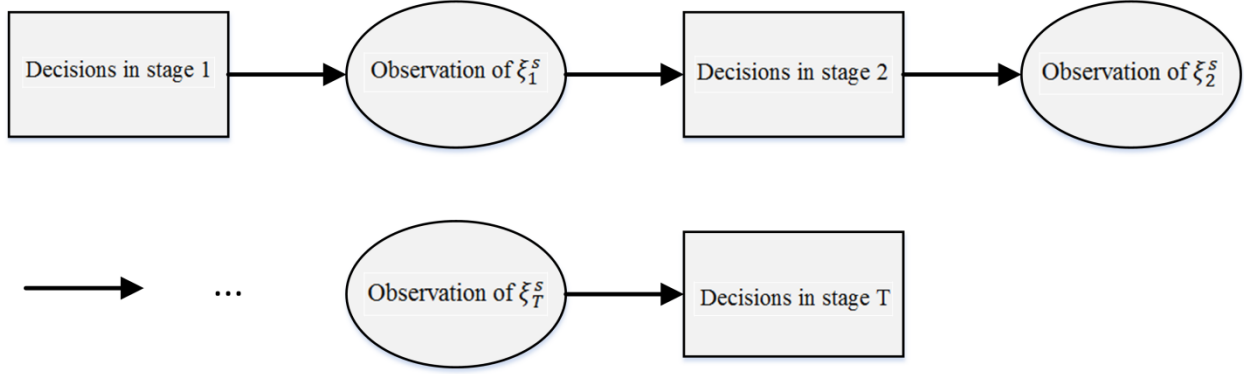 Decisions in stage 1
Observation of ξ₁ˢ
Decisions in stage 2
Observation of ξ₂ˢ
...
Observation of ξ_Tˢ
Decisions in stage T